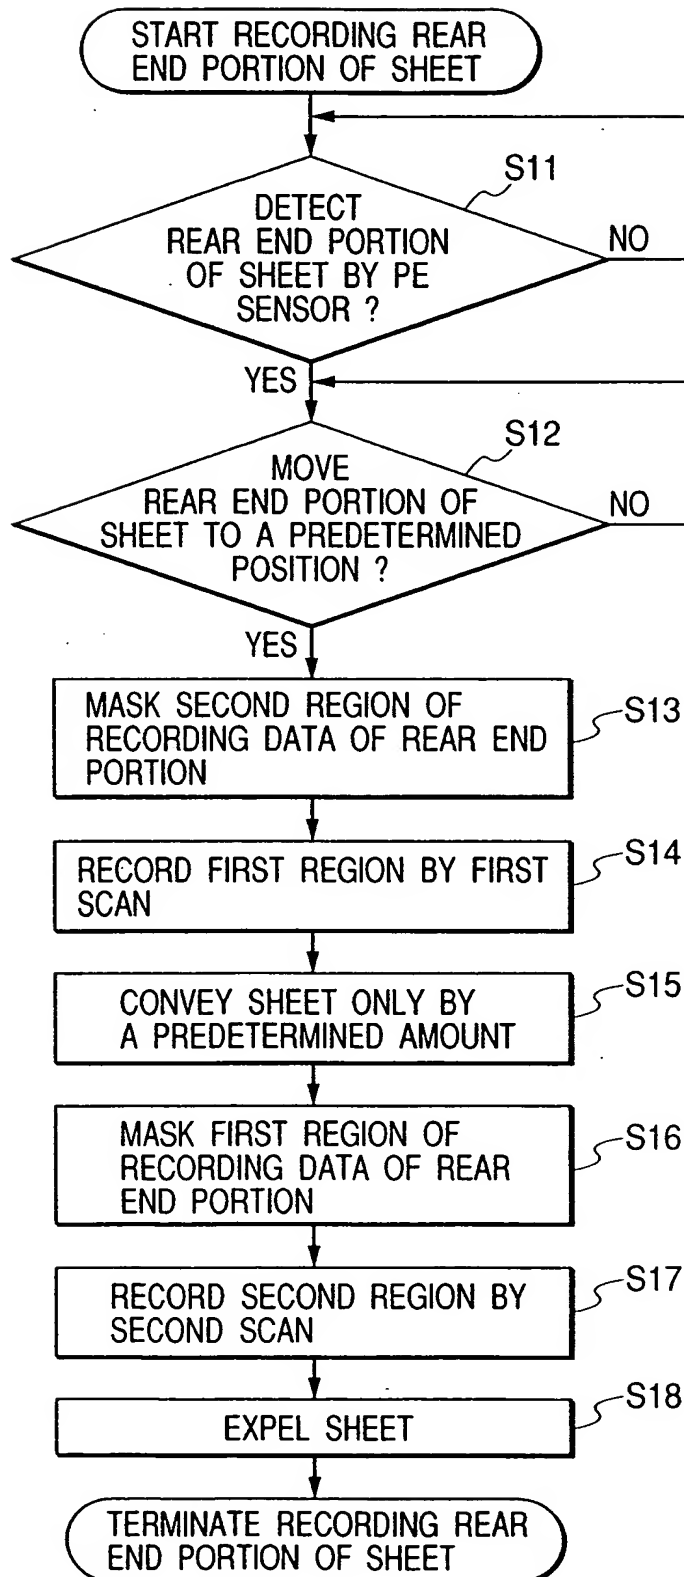 START RECORDING REAR
END PORTION OF SHEET
S11
DETECT
REAR END PORTION
OF SHEET BY PE
SENSOR ?
NO
YES
S12
MOVE
REAR END PORTION OF
SHEET TO A PREDETERMINED
POSITION ?
NO
YES
MASK SECOND REGION OF
RECORDING DATA OF REAR END
PORTION
S13
RECORD FIRST REGION BY FIRST
SCAN
S14
CONVEY SHEET ONLY BY
A PREDETERMINED AMOUNT
S15
MASK FIRST REGION OF
RECORDING DATA OF REAR
END PORTION
S16
RECORD SECOND REGION BY
SECOND SCAN
S17
EXPEL SHEET
S18
TERMINATE RECORDING REAR
END PORTION OF SHEET